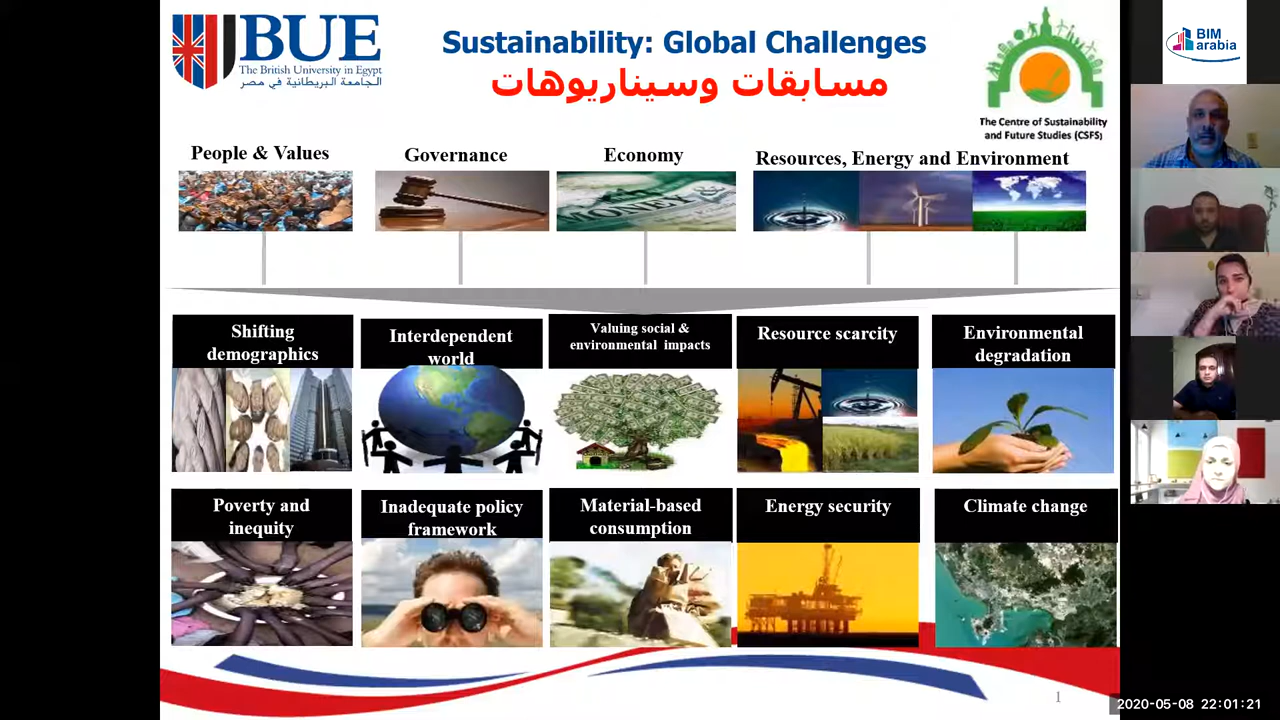 BUE
The British University in Egypt
الجامعة البريطانية في مصر
Sustainability: Global Challenges
مسابقات وسيناريوهات
The Centre of Sustainability
and Future Studies (CSFS)
BIM
arabia
People & Values
Governance
Economy
Resources, Energy and Environment
MONEY
Shifting
demographics
Interdependent
world
Valuing social &
environmental impacts
Resource scarcity
Environmental
degradation
Poverty and
inequity
Inadequate policy
framework
Material-based
consumption
Energy security
Climate change
1
2020-05-08 22:01:21